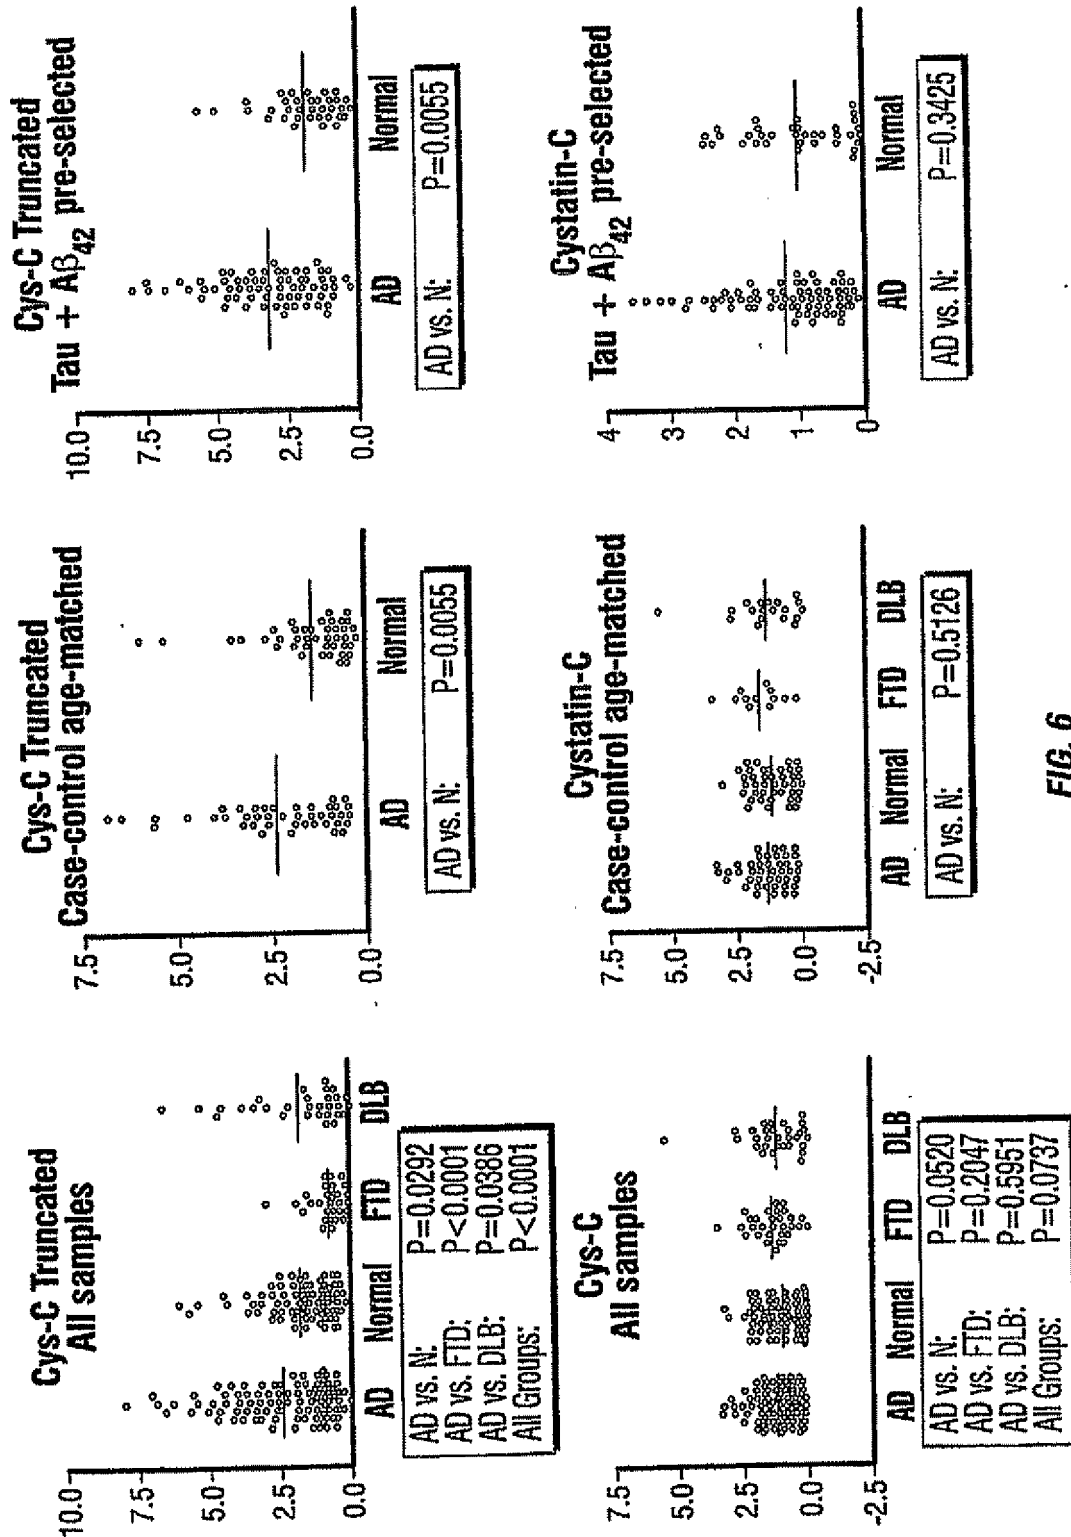 Cys-C Truncated
All samples
10.0
7.5
5.0
2.5
0.0
AD Normal FTD DLB
AD vs. N: P=0.0292
AD vs. FTD: P<0.0001
AD vs. DLB: P=0.0386
All Groups: P<0.0001
Cys-C Truncated
Case-control age-matched
7.5
5.0
2.5
0.0
AD Normal
AD vs. N: P=0.0055
Cys-C Truncated
Tau + Aβ42 pre-selected
10.0
7.5
5.0
2.5
0.0
AD Normal
AD vs. N: P=0.0055
Cys-C
All samples
7.5
5.0
2.5
0.0
-2.5
AD Normal FTD DLB
AD vs. N: P=0.0520
AD vs. FTD: P=0.2047
AD vs. DLB: P=0.5951
All Groups: P=0.0737
Cystatin-C
Case-control age-matched
7.5
5.0
2.5
0.0
-2.5
AD Normal FTD DLB
AD vs. N: P=0.5126
Cystatin-C
Tau + Aβ42 pre-selected
4
3
2
1
0
AD Normal
AD vs. N: P=0.3425
FIG. 6